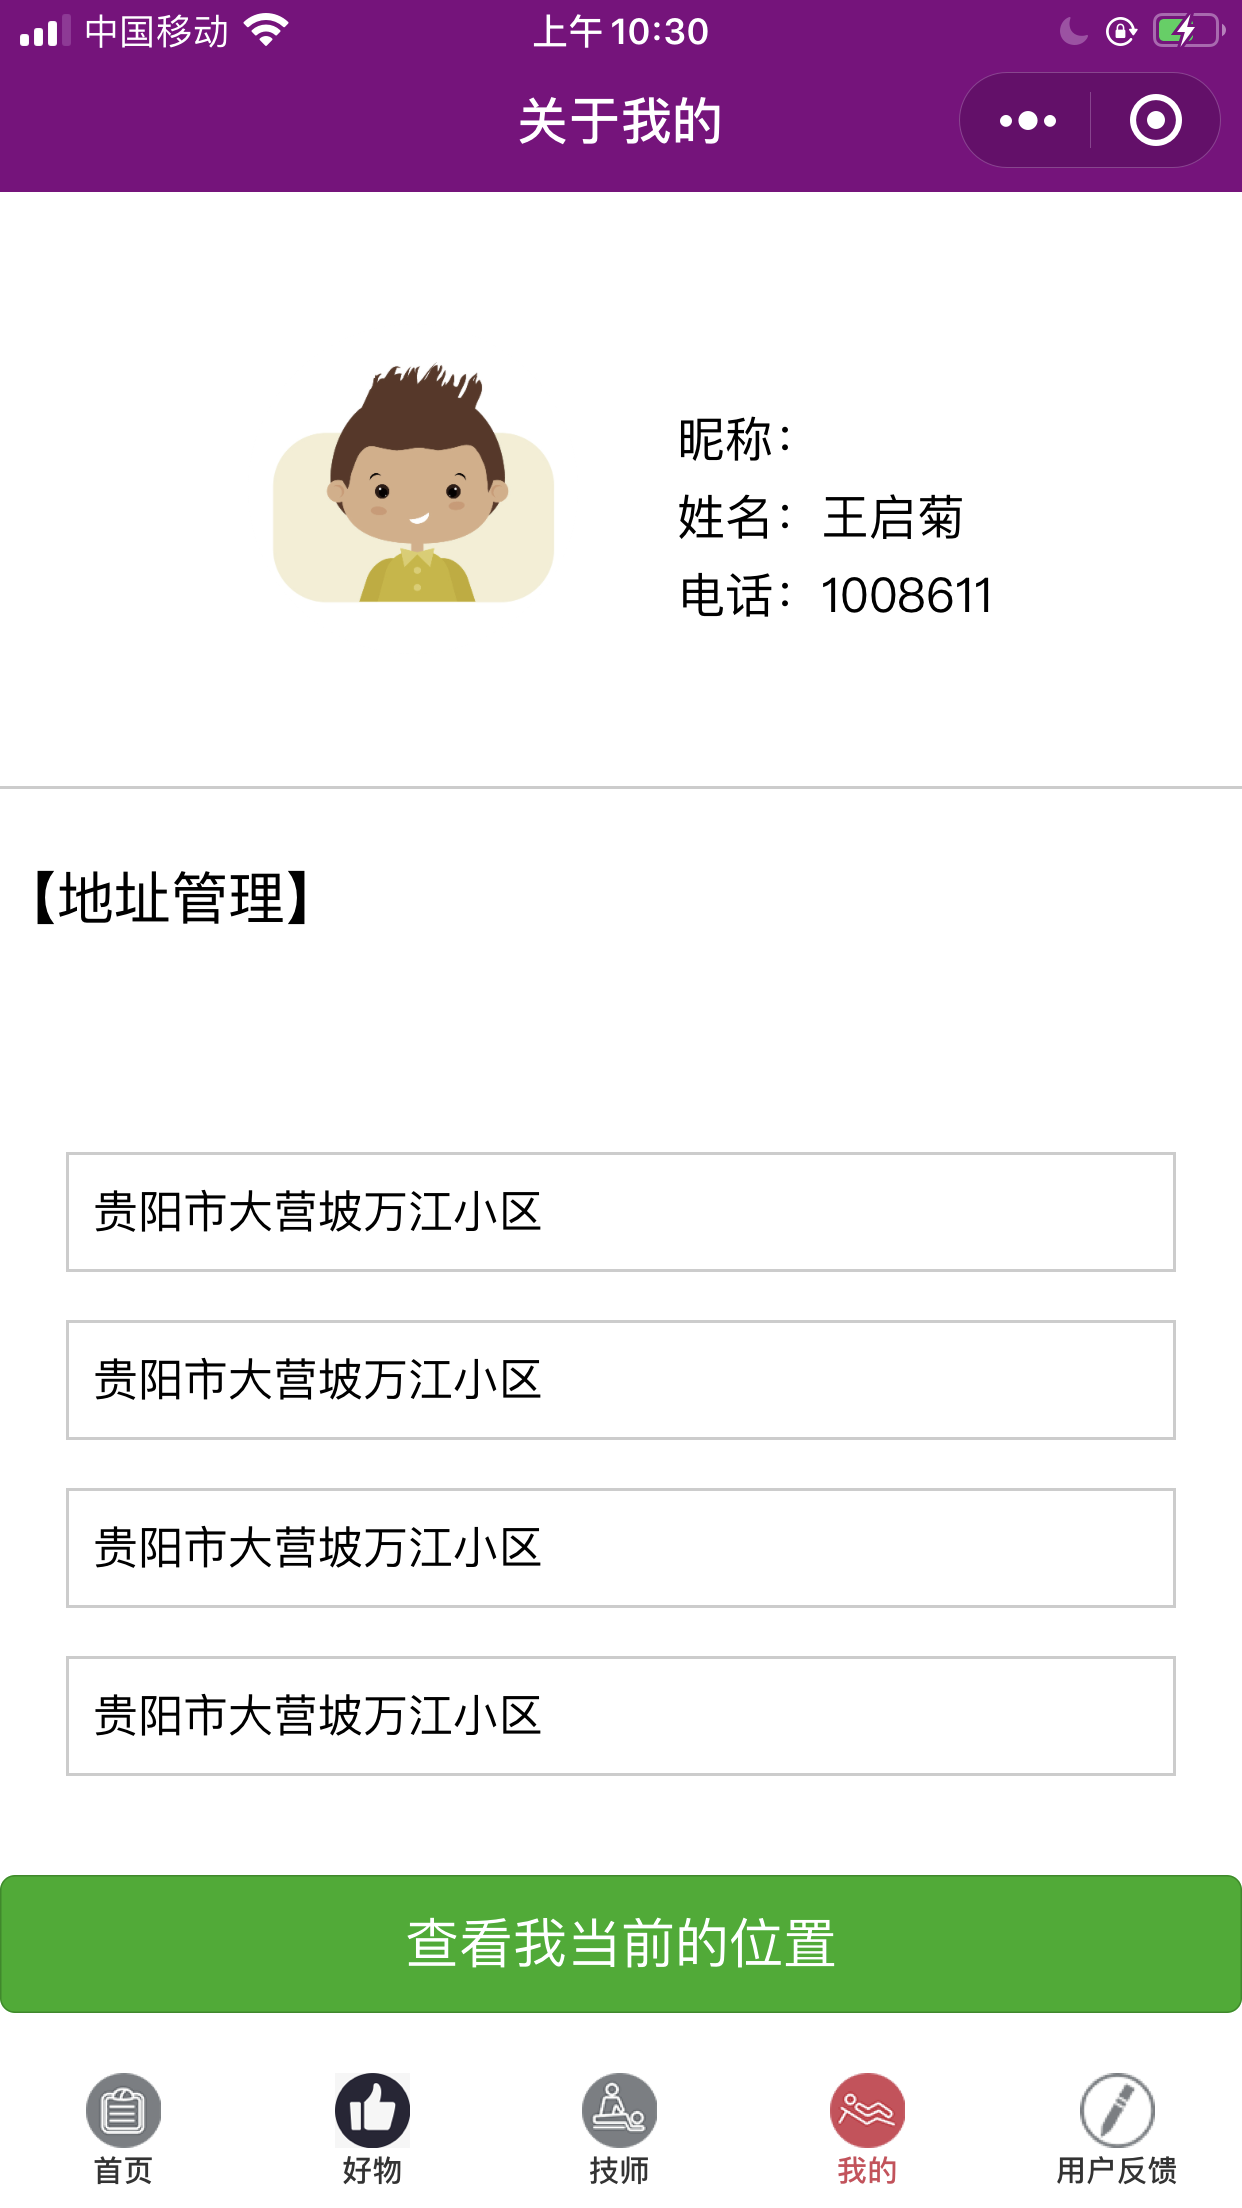 中国移动 上午10:30
关于我的
昵称：
姓名：王启菊
电话：1008611
【地址管理】
贵阳市大营坡万江小区
贵阳市大营坡万江小区
贵阳市大营坡万江小区
贵阳市大营坡万江小区
查看我当前的位置
首页 好物 技师 我的 用户反馈